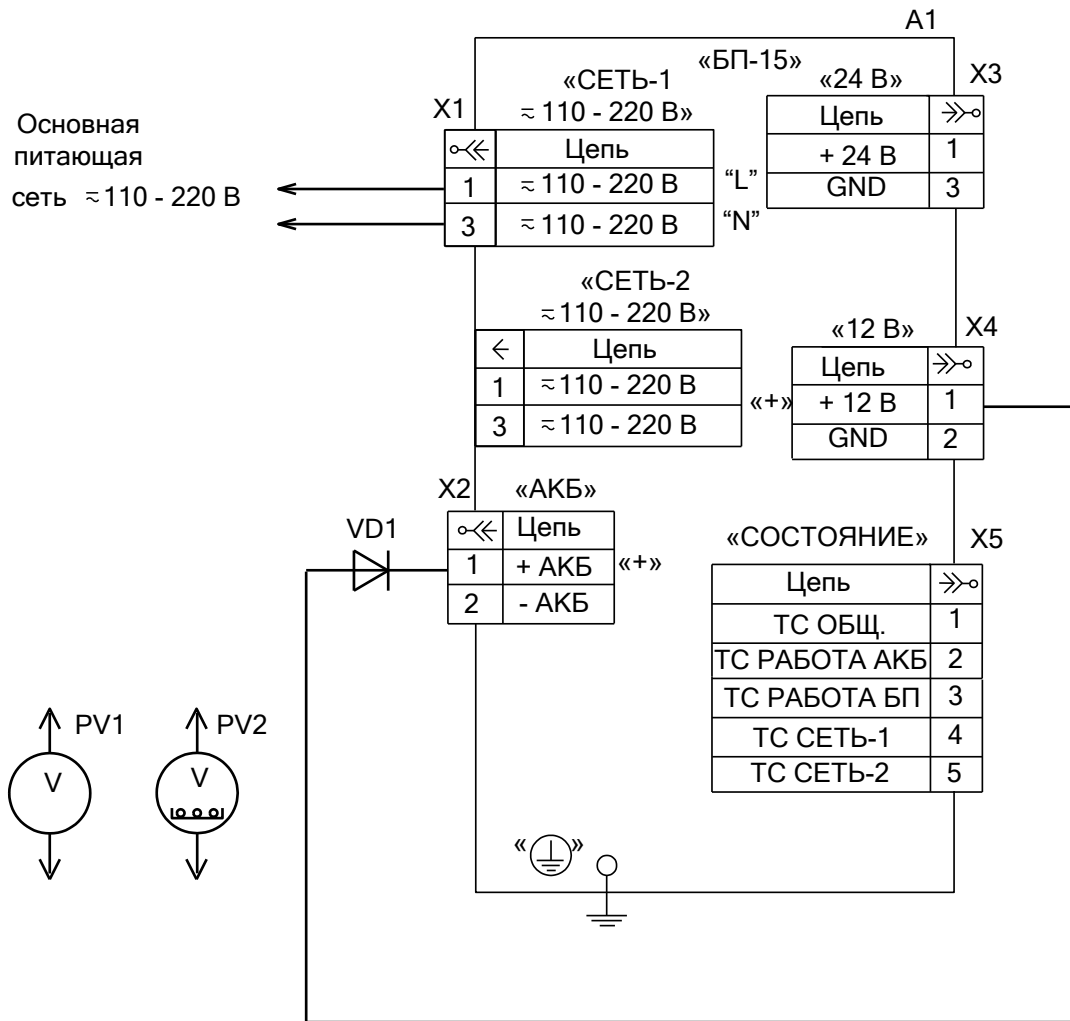 A1
«БП-15»
«СЕТЬ-1
≂ 110 - 220 В»
X1
Цепь
1 ≂ 110 - 220 В “L”
3 ≂ 110 - 220 В “N”
Основная
питающая
сеть ≂ 110 - 220 В
«24 В» X3
Цепь
+ 24 В 1
GND 3
«СЕТЬ-2
≂ 110 - 220 В»
Цепь
1 ≂ 110 - 220 В
3 ≂ 110 - 220 В
«12 В» X4
Цепь
«+» + 12 В 1
GND 2
X2 «АКБ»
Цепь
1 + АКБ «+»
2 - АКБ
VD1
«СОСТОЯНИЕ» X5
Цепь
ТС ОБЩ. 1
ТС РАБОТА АКБ 2
ТС РАБОТА БП 3
ТС СЕТЬ-1 4
ТС СЕТЬ-2 5
PV1
V
PV2
V
« »